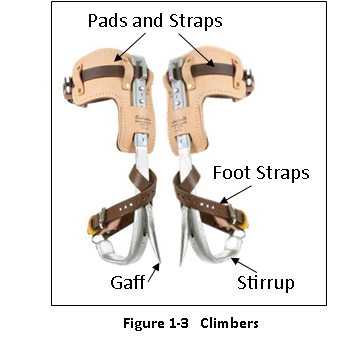 Pads and Straps
Foot Straps
Gaff
Stirrup
Figure 1-3 Climbers